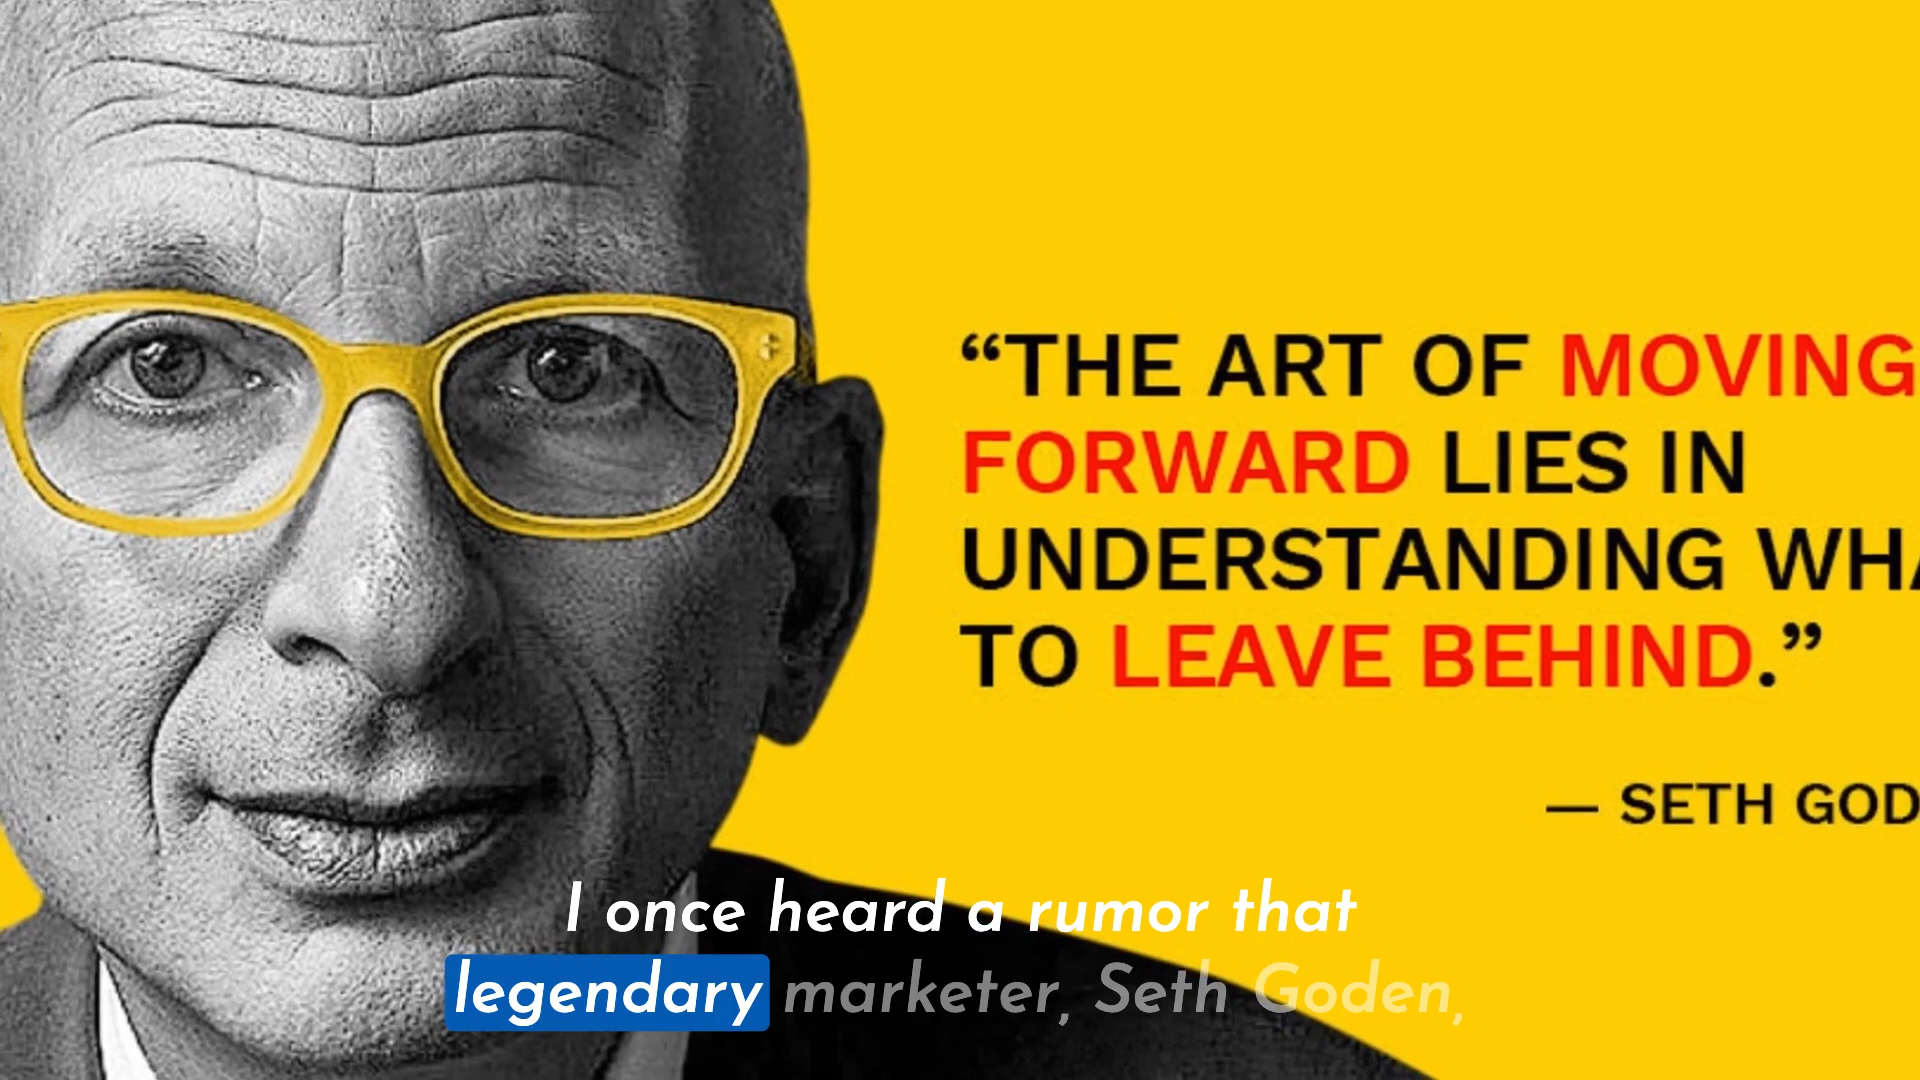 “THE ART OF MOVING
FORWARD LIES IN
UNDERSTANDING WHA
TO LEAVE BEHIND.”
— SETH GOD
I once heard a rumor that
legendary marketer, Seth Goden,